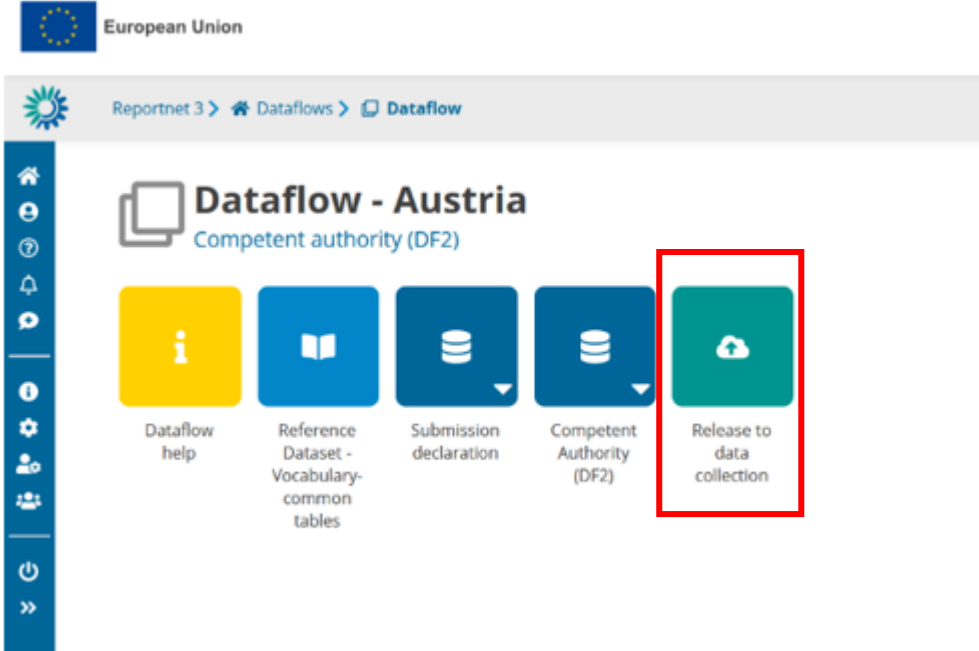 European Union
Reportnet 3 > Dataflows > Dataflow
Dataflow - Austria
Competent authority (DF2)
Dataflow
help
Reference
Dataset -
Vocabulary-
common
tables
Submission
declaration
Competent
Authority
(DF2)
Release to
data
collection